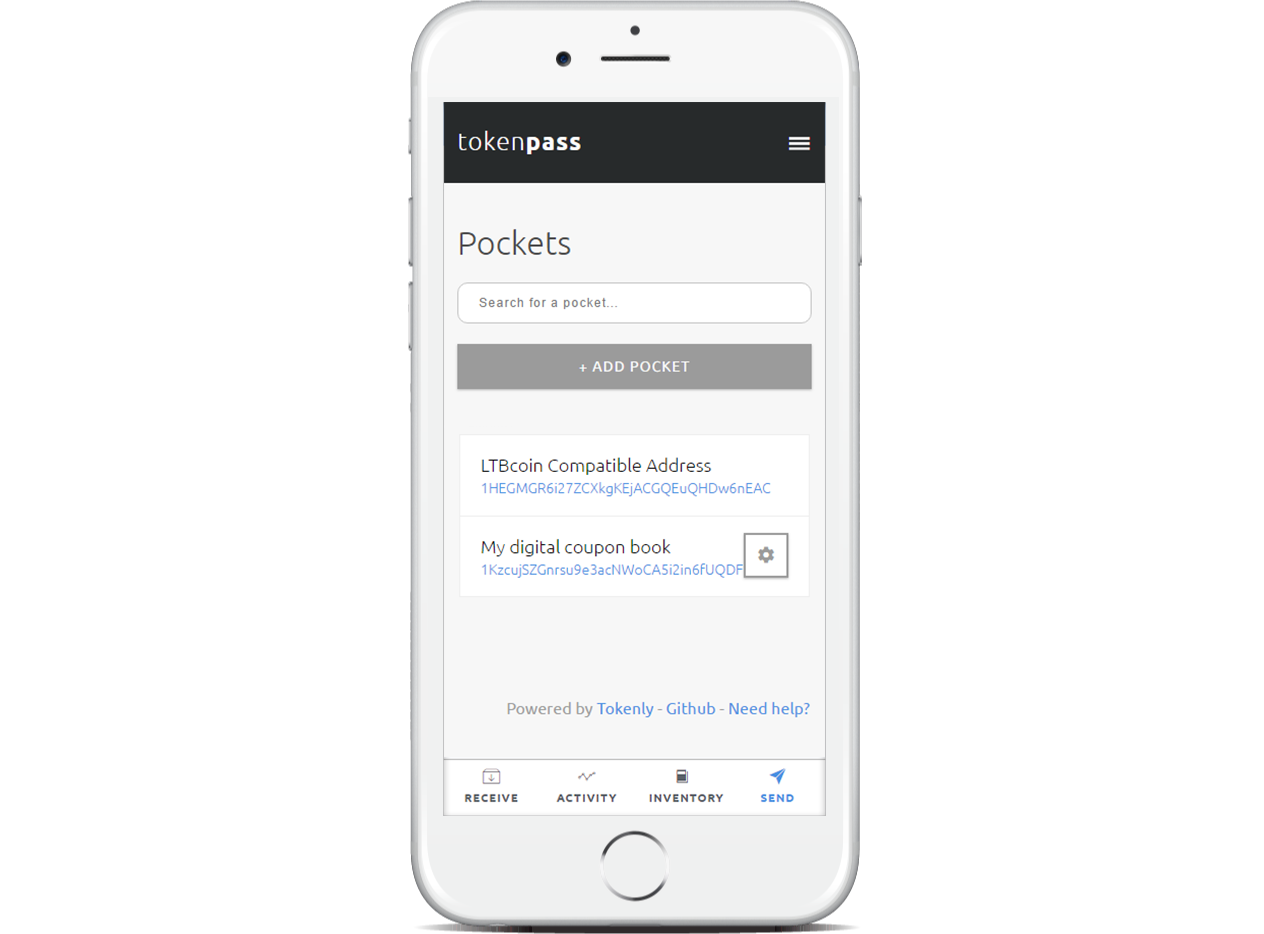 tokenpass
Pockets
Search for a pocket...
+ ADD POCKET
LTBcoin Compatible Address
1HEGMGR6i27ZCXkgKEjACGQEuQHDw6nEAC
My digital coupon book
1KzcujSZGnrsu9e3acNWoCA5i2in6fUQDF
Powered by Tokenly - Github - Need help?
RECEIVE ACTIVITY INVENTORY SEND